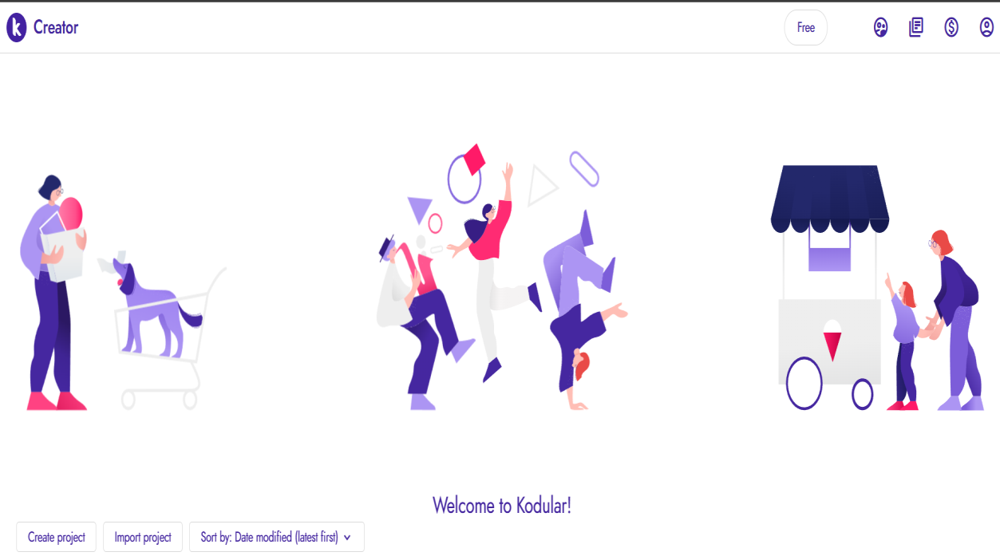 k Creator
Free
Welcome to Kodular!
Create project
Import project
Sort by: Date modified (latest first)